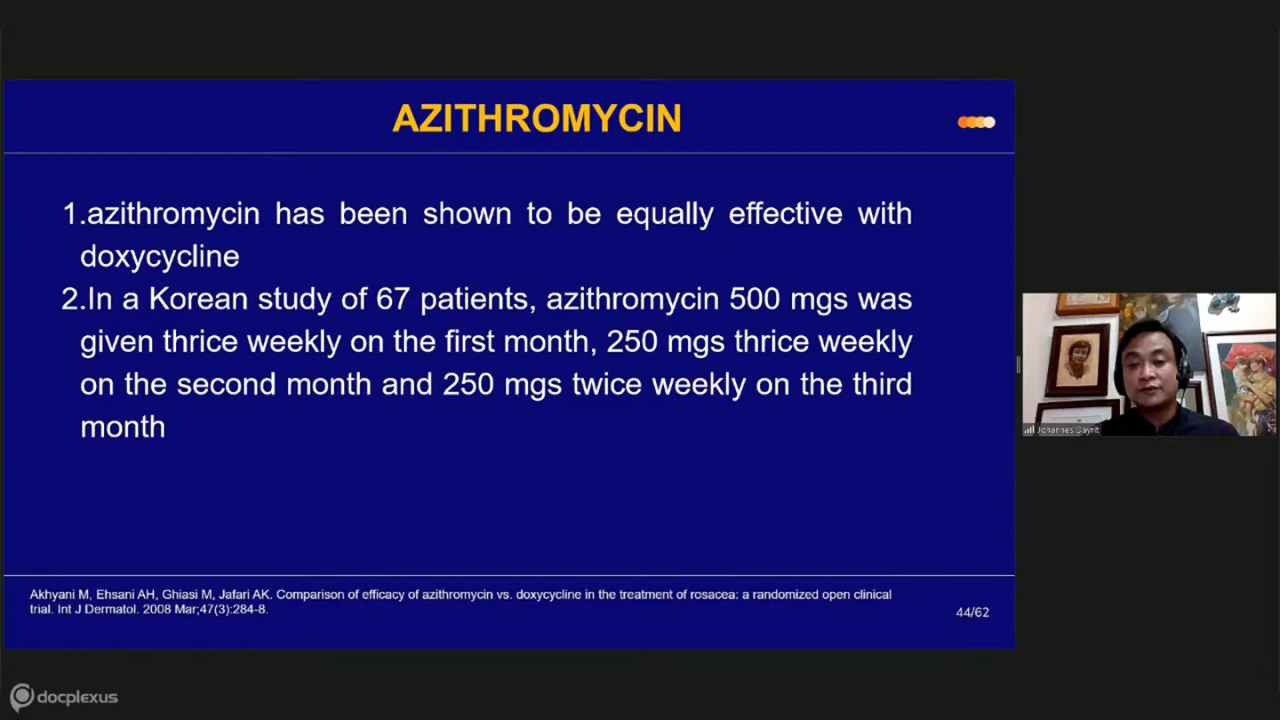 AZITHROMYCIN
1.azithromycin has been shown to be equally effective with
doxycycline
2.In a Korean study of 67 patients, azithromycin 500 mgs was
given thrice weekly on the first month, 250 mgs thrice weekly
on the second month and 250 mgs twice weekly on the third
month
Akhyani M, Ehsani AH, Ghiasi M, Jafari AK. Comparison of efficacy of azithromycin vs. doxycycline in the treatment of rosacea: a randomized open clinical
trial. Int J Dermatol. 2008 Mar;47(3):284-8.
44/62
Johannes Dayrit
docplexus